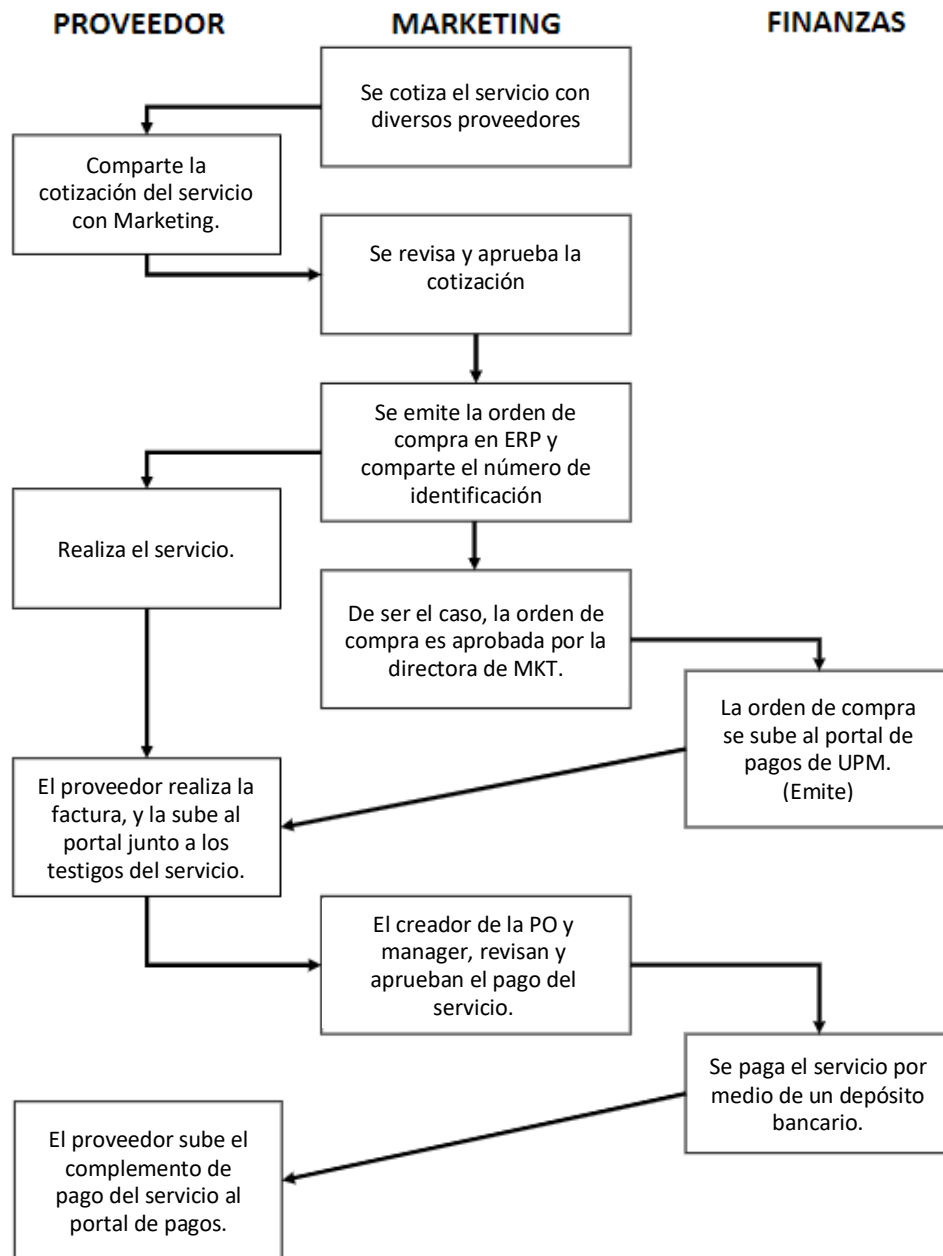 PROVEEDOR MARKETING FINANZAS
Se cotiza el servicio con
diversos proveedores
Comparte la
cotización del servicio
con Marketing.
Se revisa y aprueba la
cotización
Se emite la orden de
compra en ERP y
comparte el número de
identificación
Realiza el servicio.
De ser el caso, la orden de
compra es aprobada por la
directora de MKT.
La orden de compra
se sube al portal de
pagos de UPM.
(Emite)
El proveedor realiza la
factura, y la sube al
portal junto a los
testigos del servicio.
El creador de la PO y
manager, revisan y
aprueban el pago del
servicio.
Se paga el servicio por
medio de un depósito
bancario.
El proveedor sube el
complemento de
pago del servicio al
portal de pagos.